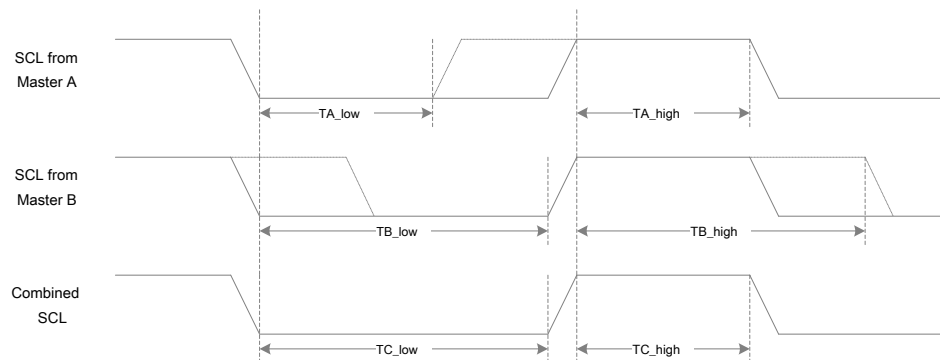 SCL from
Master A
TA_low
TA_high
SCL from
Master B
TB_low
TB_high
Combined
SCL
TC_low
TC_high